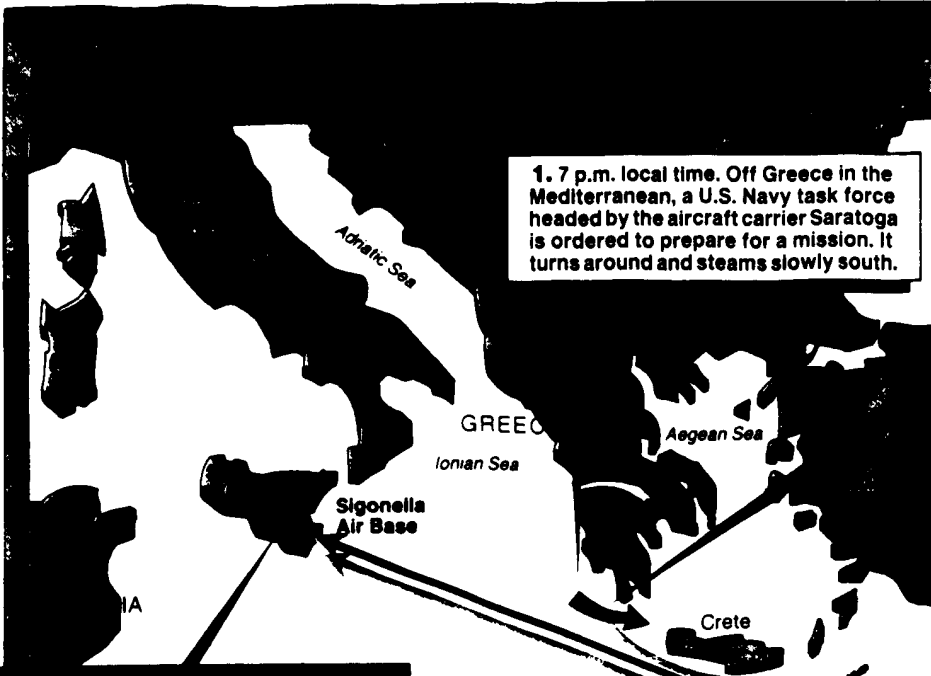 1. 7 p.m. local time. Off Greece in the
Mediterranean, a U.S. Navy task force
headed by the aircraft carrier Saratoga
is ordered to prepare for a mission. It
turns around and steams slowly south.
Adriatic Sea
GREEC
Aegean Sea
Ionian Sea
Sigonella
Air Base
IA
Crete